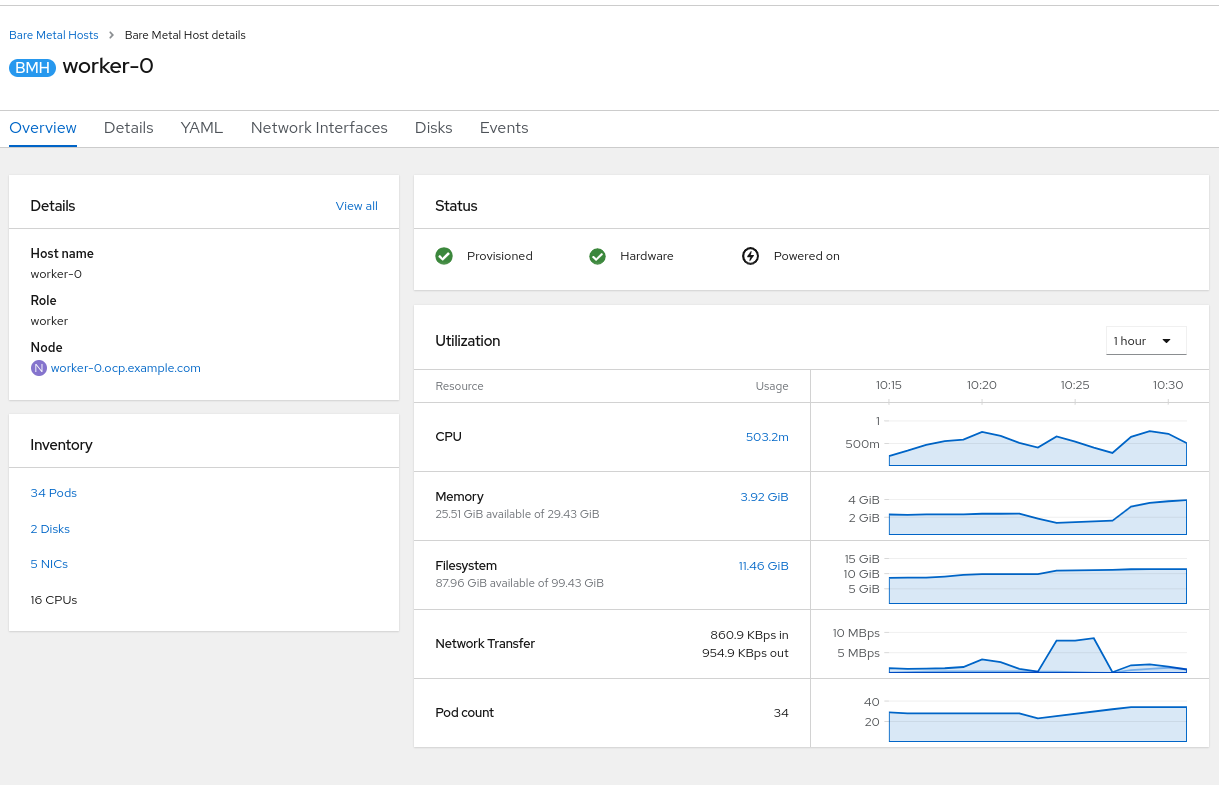 Bare Metal Hosts > Bare Metal Host details
BMH worker-0
Overview Details YAML Network Interfaces Disks Events
Details View all
Host name
worker-0
Role
worker
Node
N worker-0.ocp.example.com
Inventory
34 Pods
2 Disks
5 NICs
16 CPUs
Status
Provisioned Hardware Powered on
Utilization 1 hour
Resource Usage 10:15 10:20 10:25 10:30
CPU 503.2m
1
500m
Memory 3.92 GiB
25.51 GiB available of 29.43 GiB
4 GiB
2 GiB
Filesystem 11.46 GiB
87.96 GiB available of 99.43 GiB
15 GiB
10 GiB
5 GiB
Network Transfer
860.9 KBps in
954.9 KBps out
10 MBps
5 MBps
Pod count 34
40
20